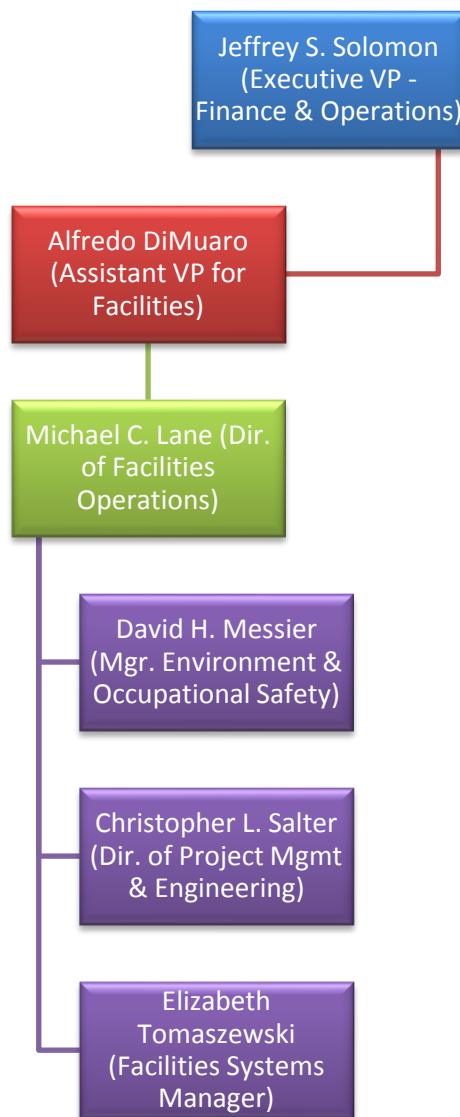 Jeffrey S. Solomon
(Executive VP -
Finance & Operations)
Alfredo DiMuaro
(Assistant VP for
Facilities)
Michael C. Lane (Dir.
of Facilities
Operations)
David H. Messier
(Mgr. Environment &
Occupational Safety)
Christopher L. Salter
(Dir. of Project Mgmt
& Engineering)
Elizabeth
Tomaszewski
(Facilities Systems
Manager)